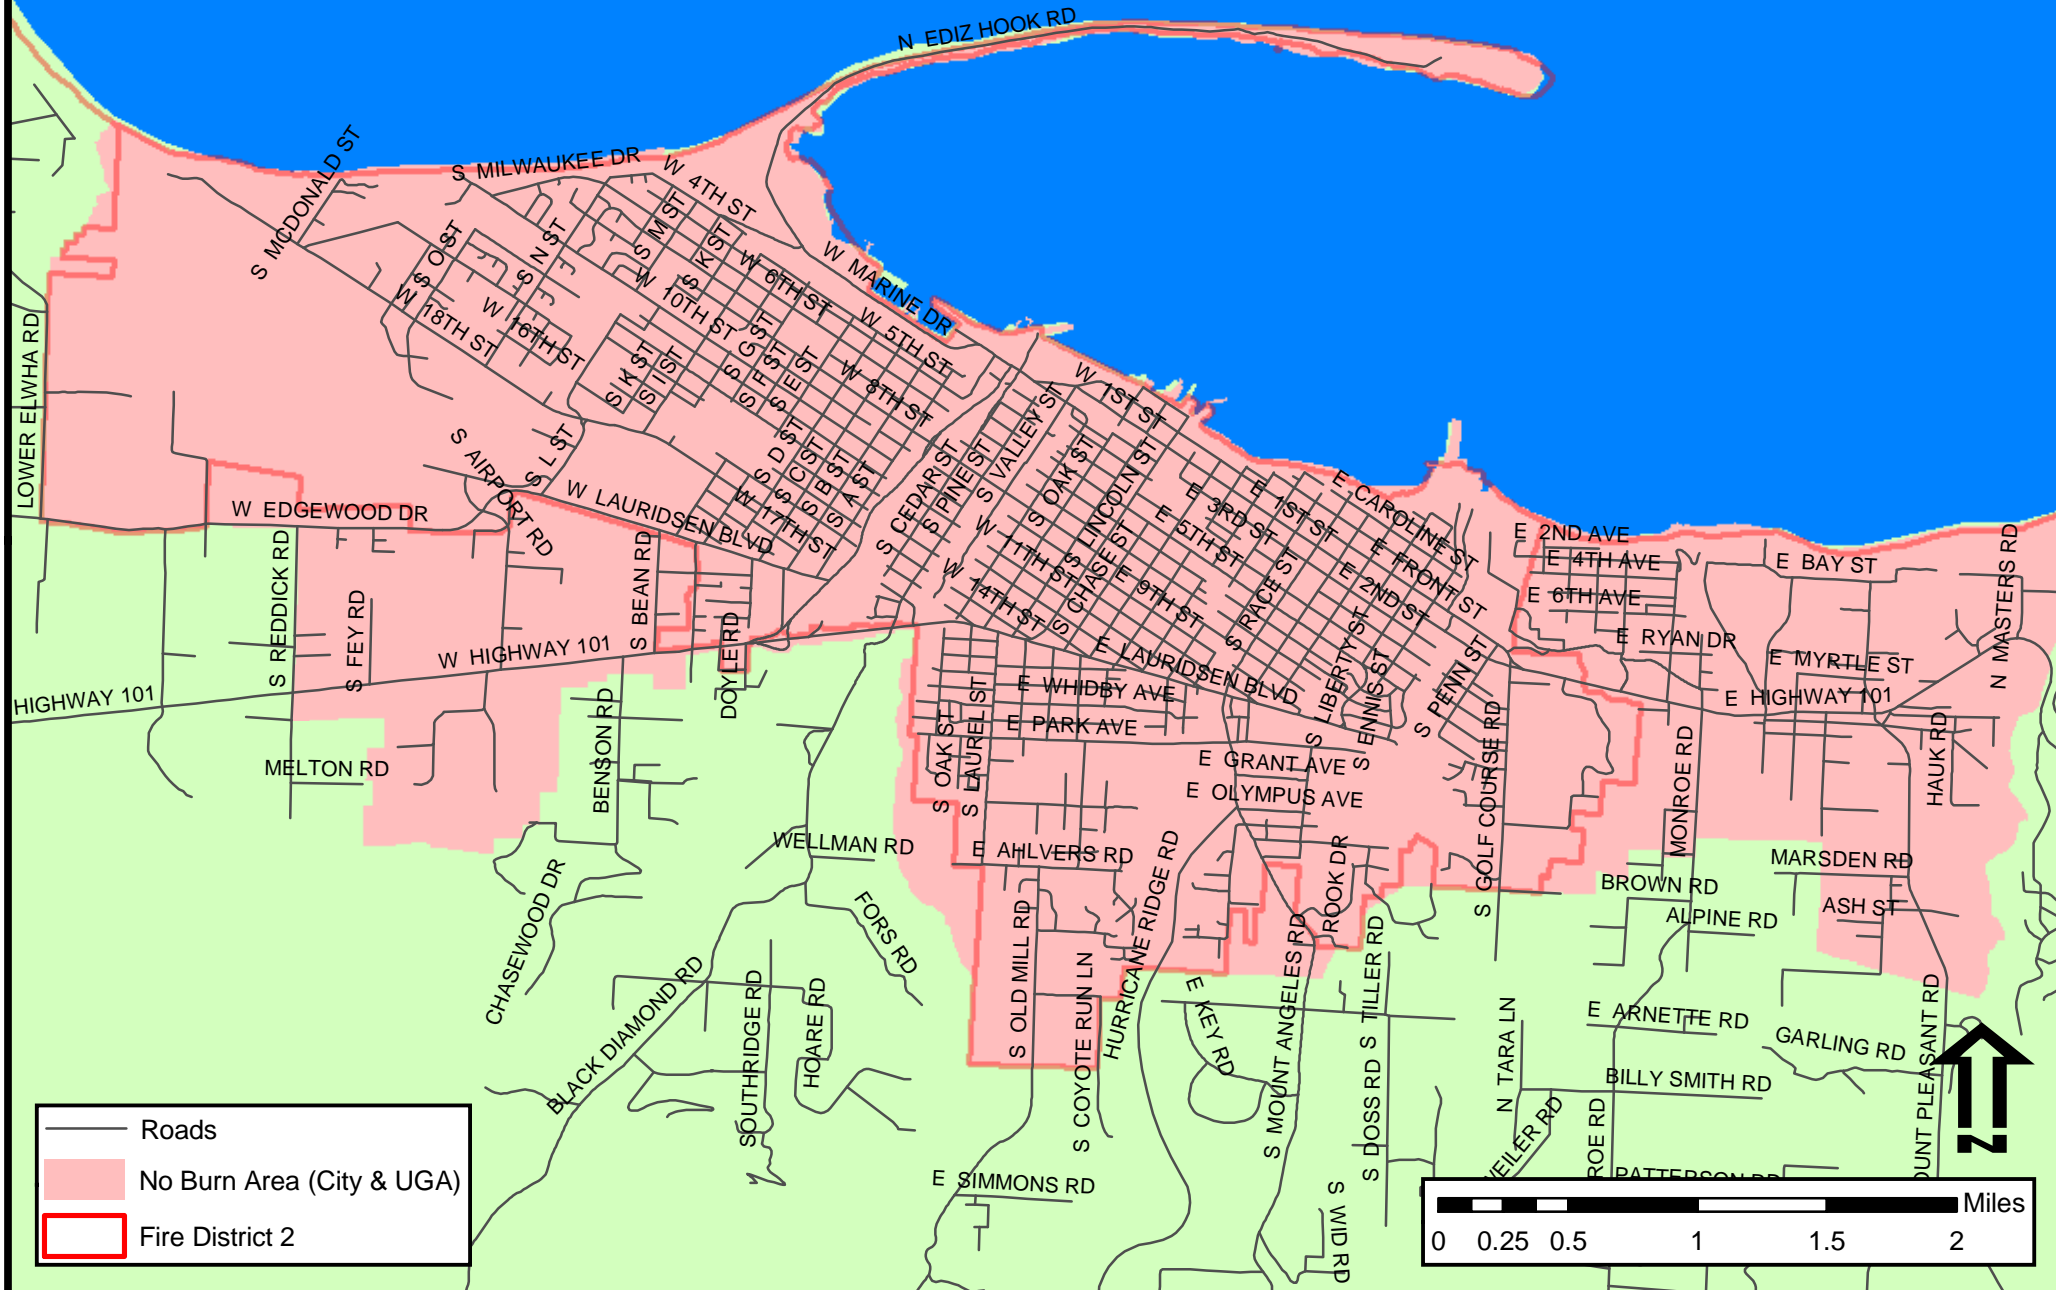 N EDIZ HOOK RD
S MCDONALD ST
S MILWAUKEE DR
W 4TH ST
S M ST
S K ST
S O ST
S N ST
W MARINE DR
W 6TH ST
W 10TH ST
W 18TH ST
W 16TH ST
W 5TH ST
W 8TH ST
S G ST
S F ST
S E ST
S K ST
S I ST
LOWER ELWHA RD
S AIRPORT RD
S L ST
S D ST
S C ST
S B ST
S A ST
W 17TH ST
W LAURIDSEN BLVD
W EDGEWOOD DR
S CEDAR ST
S PINE ST
S VALLEY ST
W 1ST ST
S OAK ST
S LINCOLN ST
S CHASE ST
W 11TH ST
W 14TH ST
E 3RD ST
E 1ST ST
E 5TH ST
E 9TH ST
E CAROLINE ST
E FRONT ST
E 2ND ST
S RACE ST
E LAURIDSEN BLVD
S LIBERTY ST
S ENNIS ST
S PENN ST
E 2ND AVE
E 4TH AVE
E 6TH AVE
E BAY ST
E RYAN DR
E MYRTLE ST
E HIGHWAY 101
N MASTERS RD
S REDDICK RD
S FEY RD
S BEAN RD
DOYLE RD
W HIGHWAY 101
HIGHWAY 101
MELTON RD
BENSON RD
E WHIDBY AVE
E PARK AVE
S OAK ST
S LAUREL ST
E GRANT AVE
E OLYMPUS AVE
S GOLF COURSE RD
MONROE RD
HAUK RD
WELLMAN RD
E AHLVERS RD
HURRICANE RIDGE RD
ROOK DR
MARSDEN RD
BROWN RD
ALPINE RD
ASH ST
CHASEWOOD DR
FORS RD
BLACK DIAMOND RD
SOUTHRIDGE RD
HOARE RD
S OLD MILL RD
S COYOTE RUN LN
E KEY RD
S MOUNT ANGELES RD
S TILLER RD
S DOSS RD
N TARA LN
E ARNETTE RD
GARLING RD
BILLY SMITH RD
OUNT PLEASANT RD
EILER RD
ROE RD
PATTERSON RD
E SIMMONS RD
S WID RD
N
Roads
No Burn Area (City & UGA)
Fire District 2
Miles
0 0.25 0.5 1 1.5 2